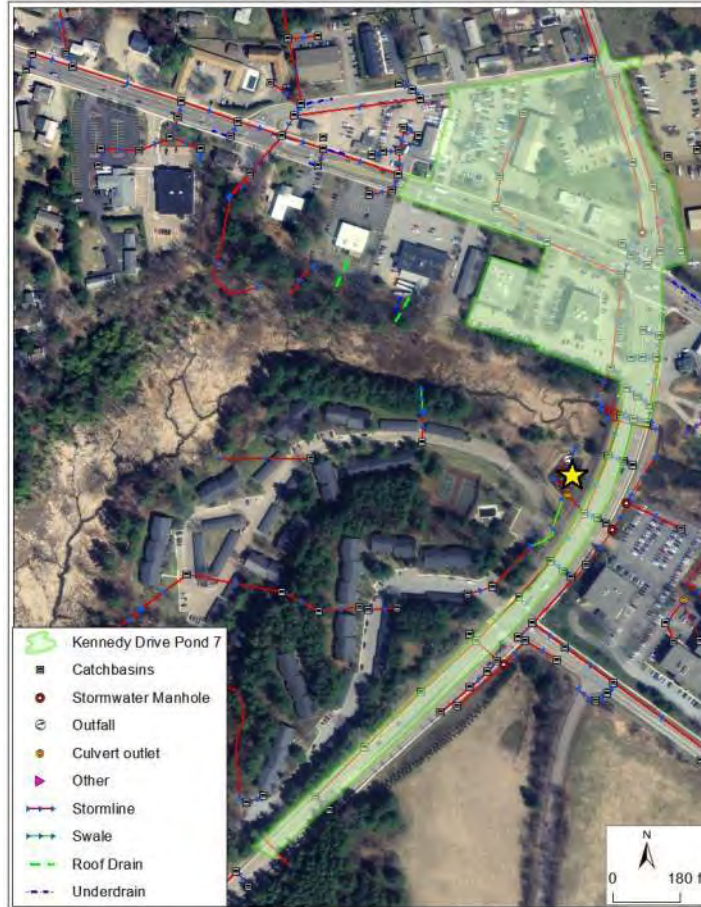 Kennedy Drive Pond 7
Catchbasins
Stormwater Manhole
Outfall
Culvert outlet
Other
Stormline
Swale
Roof Drain
Underdrain
N
0 180 f